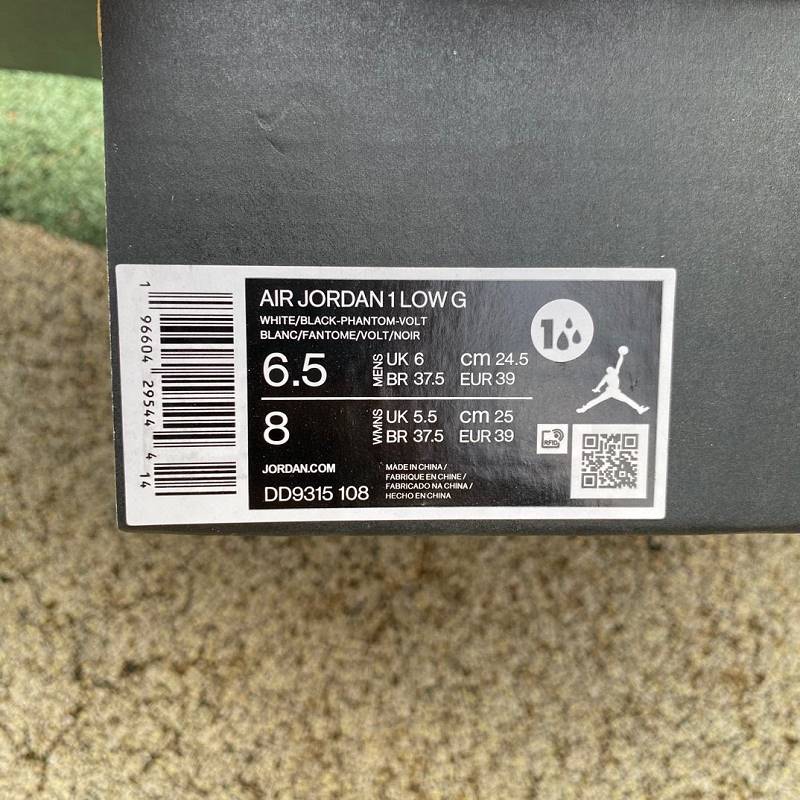 AIR JORDAN 1 LOW G
WHITE/BLACK-PHANTOM-VOLT
BLANC/FANTOME/VOLT/NOIR
6.5 MENS UK 6 cm 24.5
BR 37.5 EUR 39
8 WMNS UK 5.5 cm 25
BR 37.5 EUR 39
JORDAN.COM
DD9315 108
MADE IN CHINA /
FABRIQUE EN CHINE /
FABRICADO NA CHINA /
HECHO EN CHINA
1
RFID
1 96604 29544 4 14